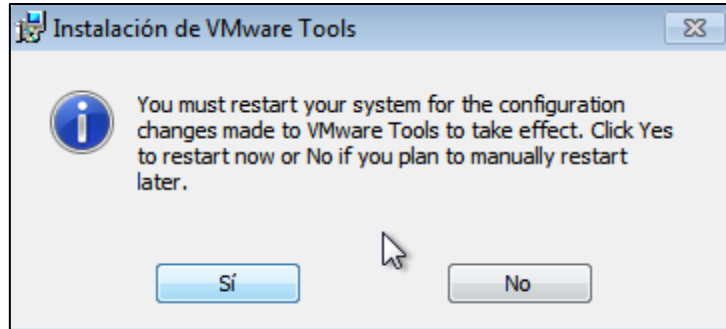 Instalación de VMware Tools
You must restart your system for the configuration
changes made to VMware Tools to take effect. Click Yes
to restart now or No if you plan to manually restart
later.
Sí
No